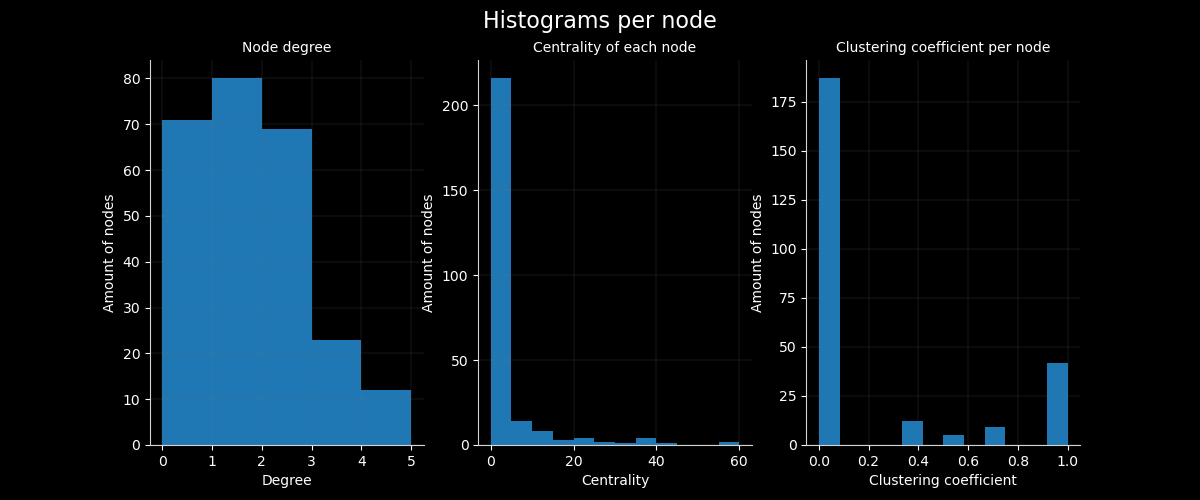 Histograms per node
Node degree
80
70
60
50
40
30
20
10
0
Amount of nodes
0 1 2 3 4 5
Degree
Centrality of each node
200
150
100
50
0
Amount of nodes
0 20 40 60
Centrality
Clustering coefficient per node
175
150
125
100
75
50
25
0
Amount of nodes
0.0 0.2 0.4 0.6 0.8 1.0
Clustering coefficient